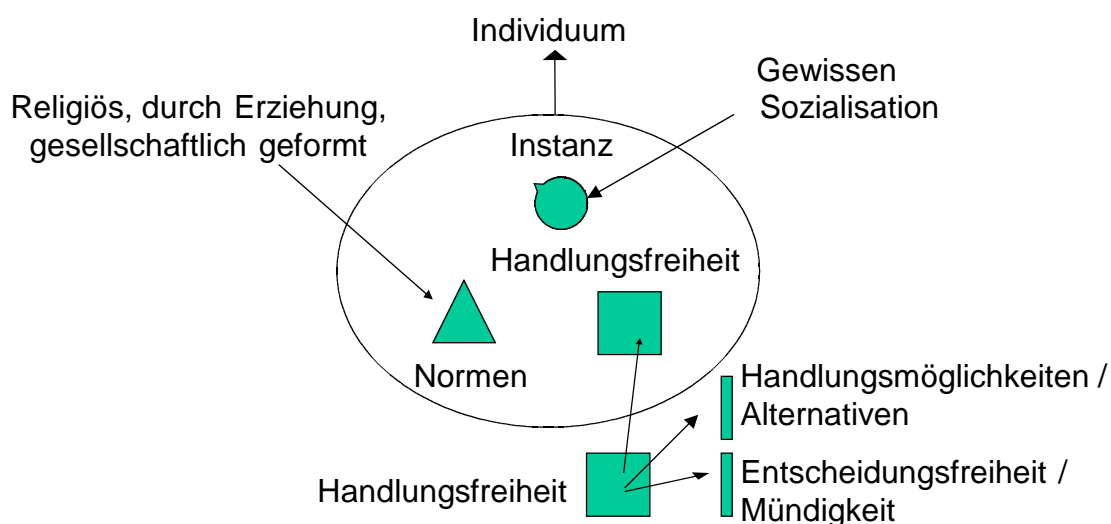 Individuum
Gewissen
Sozialisation
Religiös, durch Erziehung,
gesellschaftlich geformt
Instanz
Handlungsfreiheit
Normen
Handlungsmöglichkeiten /
Alternativen
Handlungsfreiheit
Entscheidungsfreiheit /
Mündigkeit